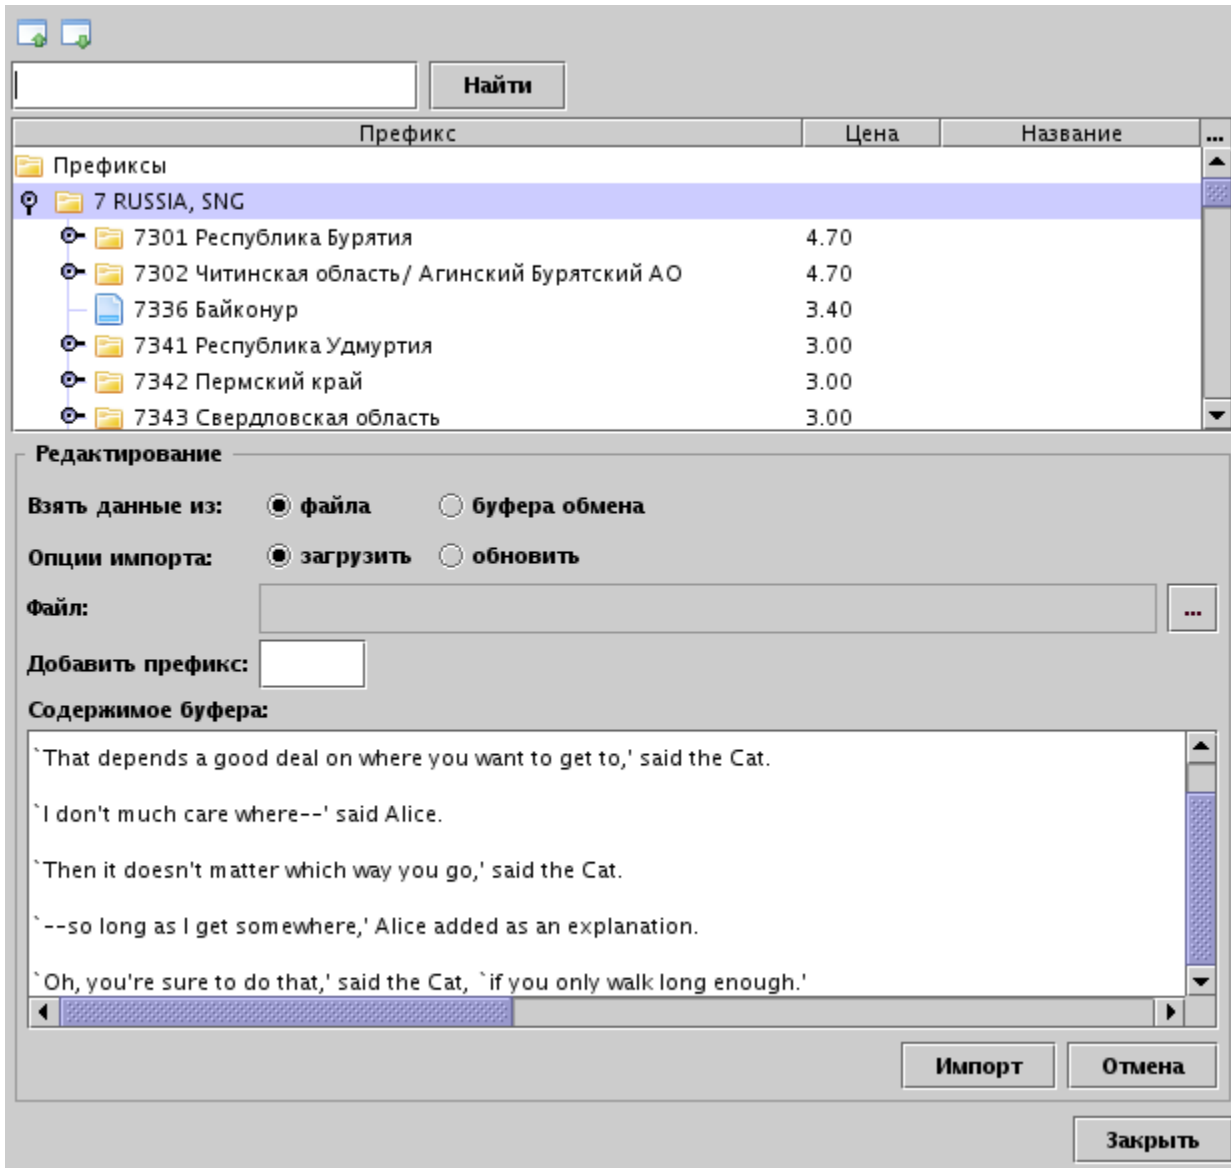 Найти
Префикс Цена Название ...
Префиксы
7 RUSSIA, SNG
7301 Республика Бурятия 4.70
7302 Читинская область/ Агинский Бурятский АО 4.70
7336 Байконур 3.40
7341 Республика Удмуртия 3.00
7342 Пермский край 3.00
7343 Свердловская область 3.00
Редактирование
Взять данные из: файла буфера обмена
Опции импорта: загрузить обновить
Файл: ...
Добавить префикс:
Содержимое буфера:
`That depends a good deal on where you want to get to,' said the Cat.
`I don't much care where--' said Alice.
`Then it doesn't matter which way you go,' said the Cat.
`--so long as I get somewhere,' Alice added as an explanation.
`Oh, you're sure to do that,' said the Cat, `if you only walk long enough.'
Импорт Отмена
Закрыть